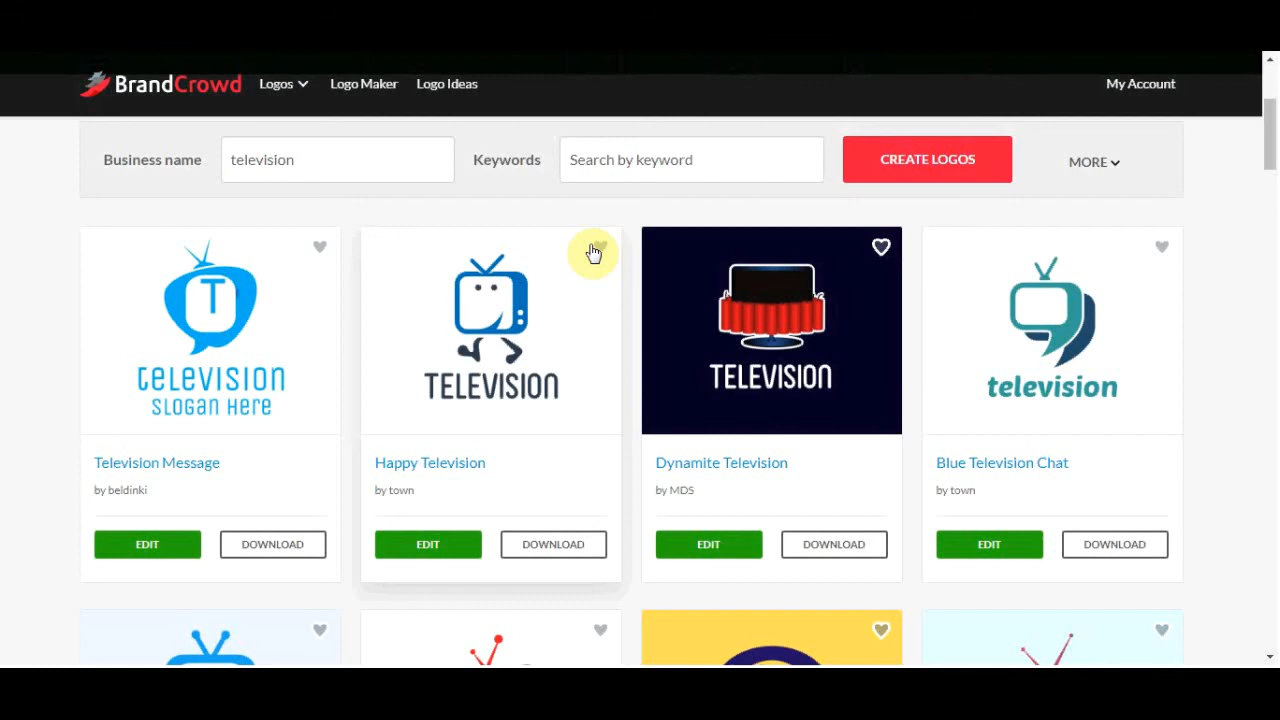 BrandCrowd Logos Logo Maker Logo Ideas My Account
Business name television Keywords Search by keyword CREATE LOGOS MORE
T
television
SLOGAN HERE
TELEVISION
TELEVISION
television
Television Message Happy Television Dynamite Television Blue Television Chat
by beldinki by town by MDS by town
EDIT DOWNLOAD EDIT DOWNLOAD EDIT DOWNLOAD EDIT DOWNLOAD